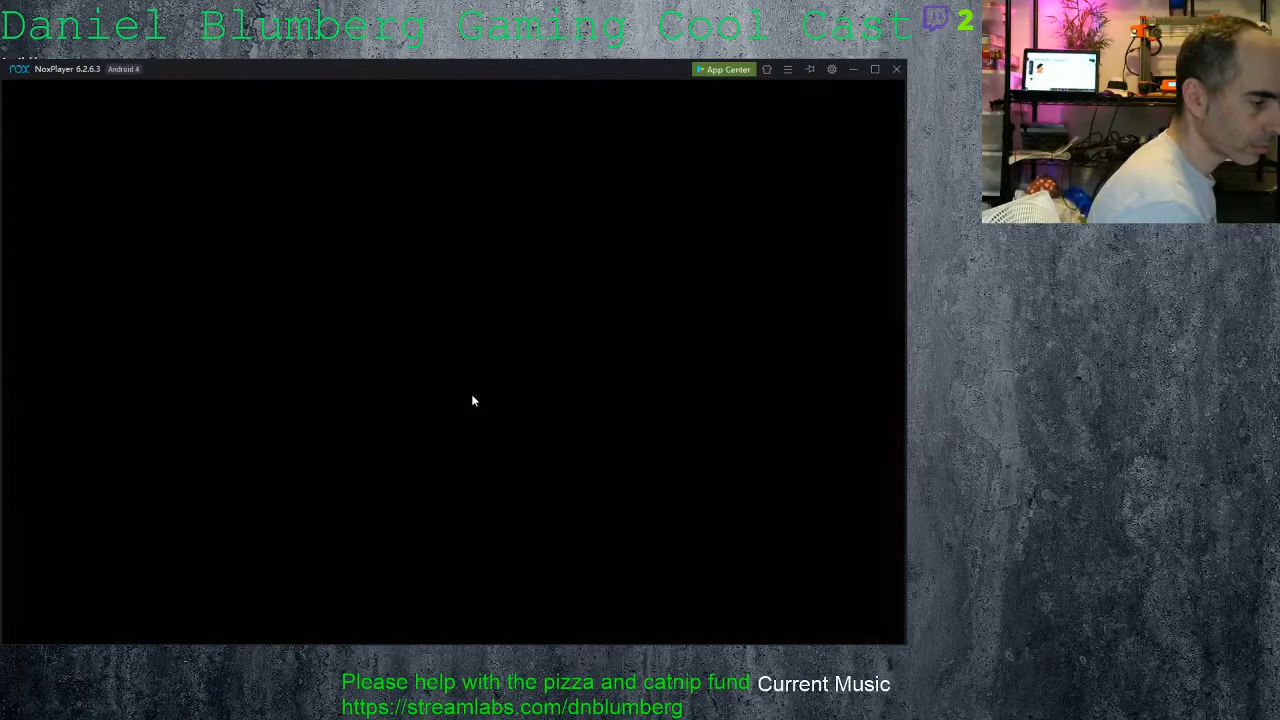 Daniel Blumberg Gaming Cool Cast 2
NoxPlayer 6.2.6.3 Android 4
App Center
Please help with the pizza and catnip fund
https://streamlabs.com/dnblumberg
Current Music